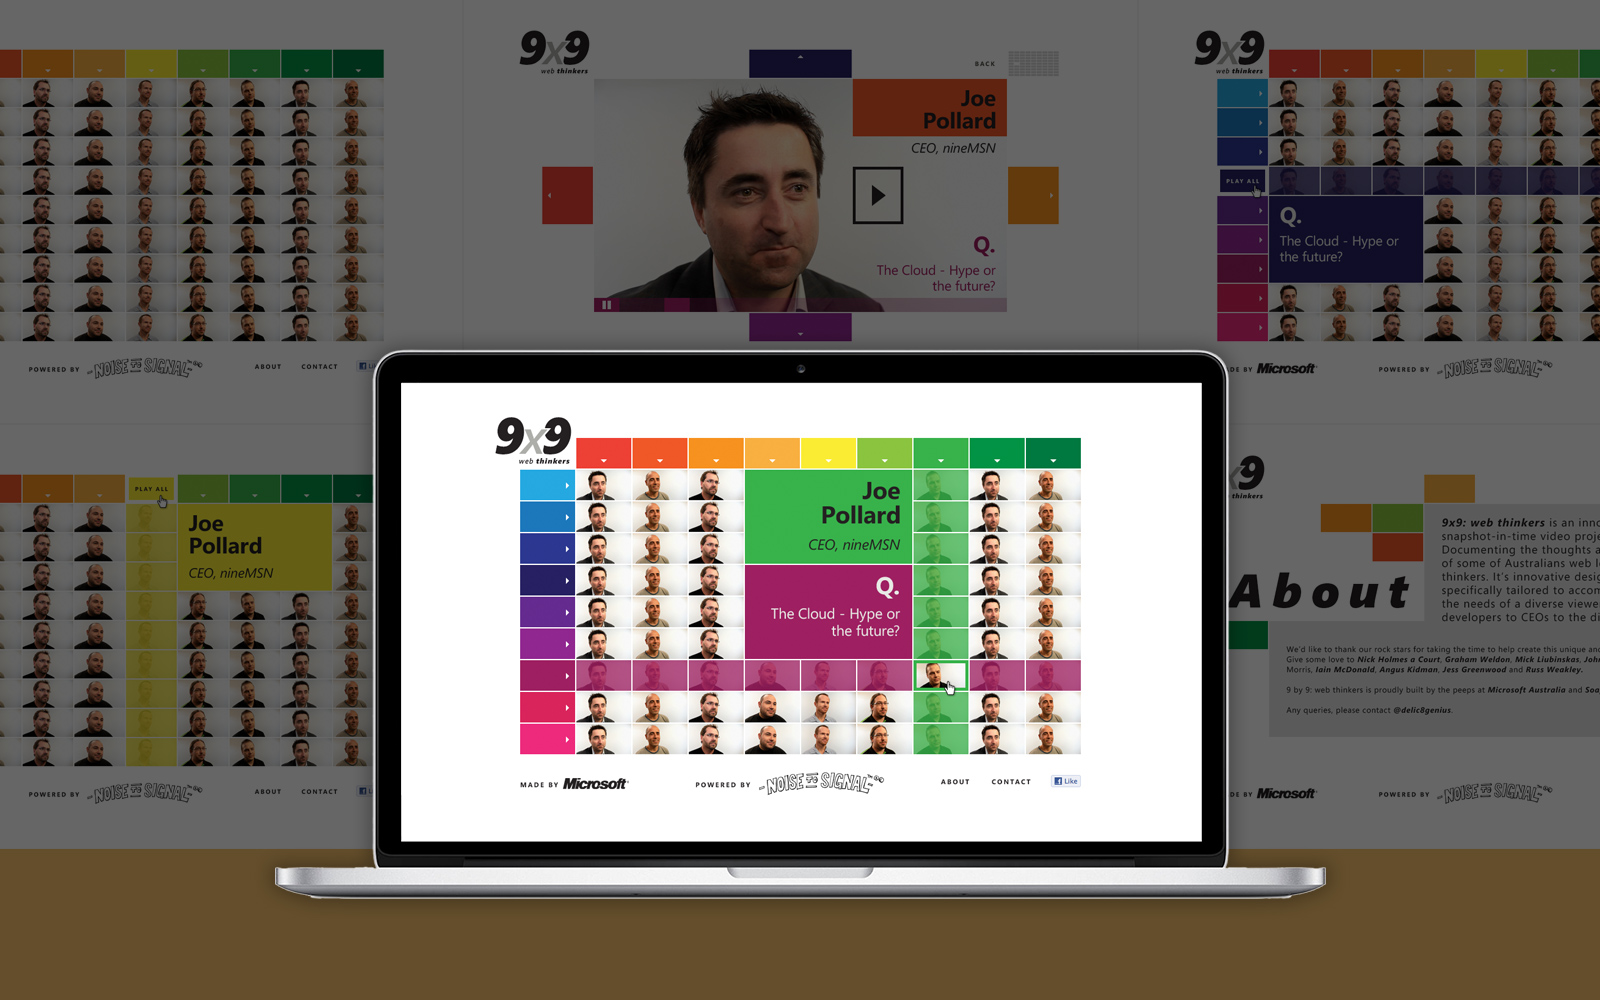 9x9
web thinkers
BACK
Joe
Pollard
CEO, nineMSN
Q.
The Cloud - Hype or
the future?
9x9
web thinkers
PLAY ALL
Q.
The Cloud - Hype or
the future?
POWERED BY NOISE TO SIGNAL
ABOUT CONTACT
BY Microsoft
POWERED BY NOISE TO SIGNAL
9x9
web thinkers
Joe
Pollard
CEO, nineMSN
Q.
The Cloud - Hype or
the future?
MADE BY Microsoft
POWERED BY NOISE TO SIGNAL
ABOUT CONTACT Like
PLAY ALL
Joe
Pollard
CEO, nineMSN
POWERED BY NOISE TO SIGNAL
ABOUT CONTACT
x9
thinkers
About
9x9: web thinkers is an inno
snapshot-in-time video proje
Documenting the thoughts a
of some of Australians web l
thinkers. It's innovative desig
specifically tailored to accom
the needs of a diverse viewe
developers to CEOs to the di
We'd like to thank our rock stars for taking the time to help create this unique and
Give some love to Nick Holmes a Court, Graham Weldon, Mick Liubinskas, John
Morris, Iain McDonald, Angus Kidman, Jess Greenwood and Russ Weakley.
9 by 9: web thinkers is proudly built by the peeps at Microsoft Australia and Soa
Any queries, please contact @delic8genius.
BY Microsoft
POWERED BY NOISE TO SIGNAL